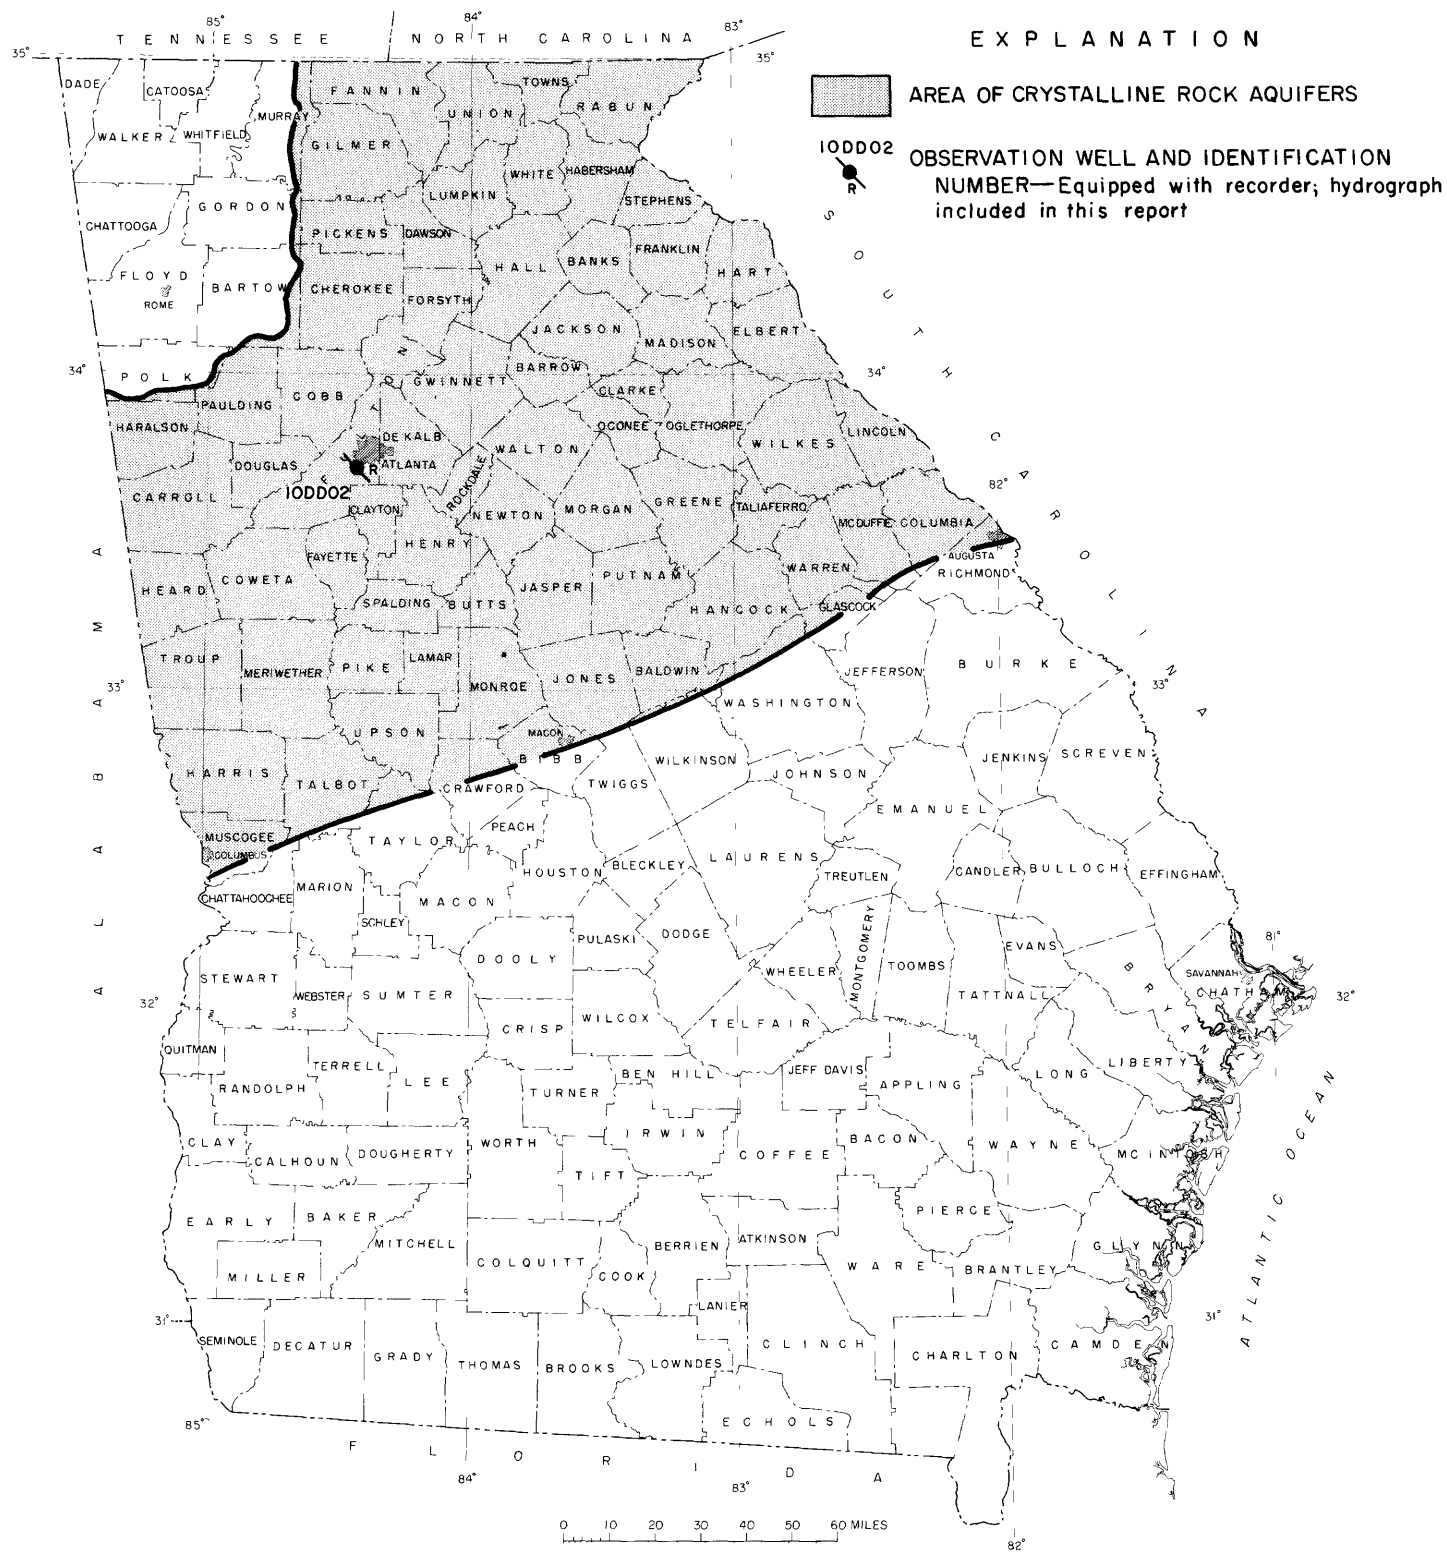 85°
84°
83°
TENNESSEE
NORTH CAROLINA
35°
35°
EXPLANATION
AREA OF CRYSTALLINE ROCK AQUIFERS
10DD02
R
OBSERVATION WELL AND IDENTIFICATION
NUMBER—Equipped with recorder; hydrograph
included in this report
DADE
CATOOSA
FANNIN
TOWNS
RABUN
UNION
MURRAY
WALKER
WHITFIELD
GILMER
WHITE
HABERSHAM
LUMPKIN
STEPHENS
GORDON
CHATTOOGA
PICKENS
DAWSON
FRANKLIN
BANKS
HALL
HART
FLOYD
ROME
BARTOW
CHEROKEE
FORSYTH
JACKSON
ELBERT
MADISON
SOUTH CAROLINA
34°
POLK
34°
BARROW
GWINNETT
CLARKE
COBB
PAULDING
HARALSON
FULTON
DE KALB
OCONEE
OGLETHORPE
LINCOLN
WILKES
WALTON
DOUGLAS
R
ATLANTA
10DD02
CARROLL
ROCKDALE
82°
CLAYTON
NEWTON
MORGAN
GREENE
TALIAFERRO
MCDUFFIE
COLUMBIA
ALABAMA
FAYETTE
HENRY
AUGUSTA
RICHMOND
WARREN
HEARD
COWETA
JASPER
PUTNAM
SPALDING
BUTTS
HANCOCK
GLASCOCK
TROUP
MERIWETHER
PIKE
LAMAR
MONROE
JONES
BALDWIN
JEFFERSON
BURKE
33°
33°
WASHINGTON
UPSON
MACON
BIBB
WILKINSON
JENKINS
SCREVEN
HARRIS
TALBOT
CRAWFORD
TWIGGS
JOHNSON
EMANUEL
MUSCOGEE
COLUMBUS
TAYLOR
PEACH
HOUSTON
BLECKLEY
LAURENS
TREUTLEN
CANDLER
BULLOCH
EFFINGHAM
CHATTAHOOCHEE
MARION
MACON
SCHLEY
MONTGOMERY
DOOLY
PULASKI
DODGE
EVANS
81°
STEWART
WEBSTER
SUMTER
WHEELER
TOOMBS
TATTNALL
BRYAN
SAVANNAH
CHATHAM
32°
32°
CRISP
WILCOX
TELFAIR
QUITMAN
TERRELL
LEE
RANDOLPH
TURNER
BEN HILL
JEFF DAVIS
APPLING
LONG
LIBERTY
CLAY
CALHOUN
DOUGHERTY
WORTH
IRWIN
COFFEE
BACON
WAYNE
MCINTOSH
TIFT
ATLANTIC OCEAN
EARLY
BAKER
MITCHELL
COLQUITT
BERRIEN
ATKINSON
PIERCE
GLYNN
MILLER
COOK
WARE
BRANTLEY
LANIER
31°
31°
SEMINOLE
DECATUR
GRADY
THOMAS
BROOKS
LOWNDES
CLINCH
CHARLTON
CAMDEN
ECHOLS
85°
FLORIDA
84°
83°
82°
0 10 20 30 40 50 60 MILES